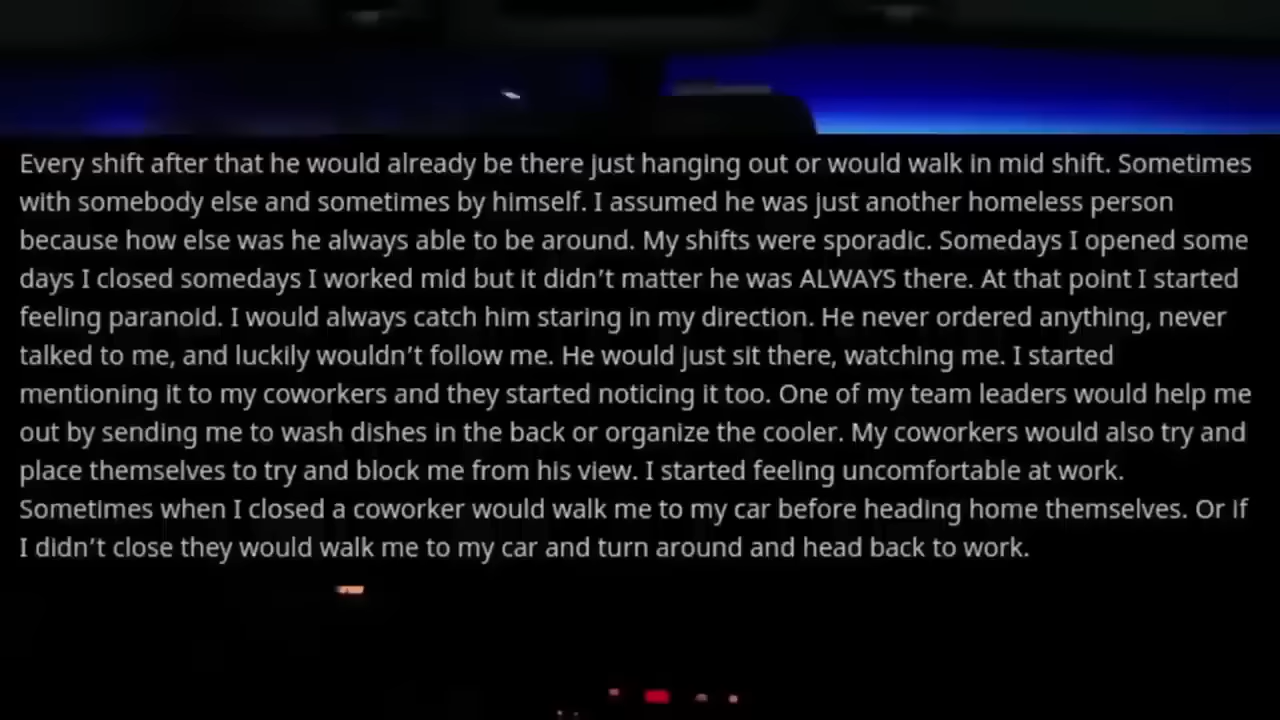 Every shift after that he would already be there just hanging out or would walk in mid shift. Sometimes
with somebody else and sometimes by himself. I assumed he was just another homeless person
because how else was he always able to be around. My shifts were sporadic. Somedays I opened some
days I closed somedays I worked mid but it didn’t matter he was ALWAYS there. At that point I started
feeling paranoid. I would always catch him staring in my direction. He never ordered anything, never
talked to me, and luckily wouldn’t follow me. He would just sit there, watching me. I started
mentioning it to my coworkers and they started noticing it too. One of my team leaders would help me
out by sending me to wash dishes in the back or organize the cooler. My coworkers would also try and
place themselves to try and block me from his view. I started feeling uncomfortable at work.
Sometimes when I closed a coworker would walk me to my car before heading home themselves. Or if
I didn’t close they would walk me to my car and turn around and head back to work.